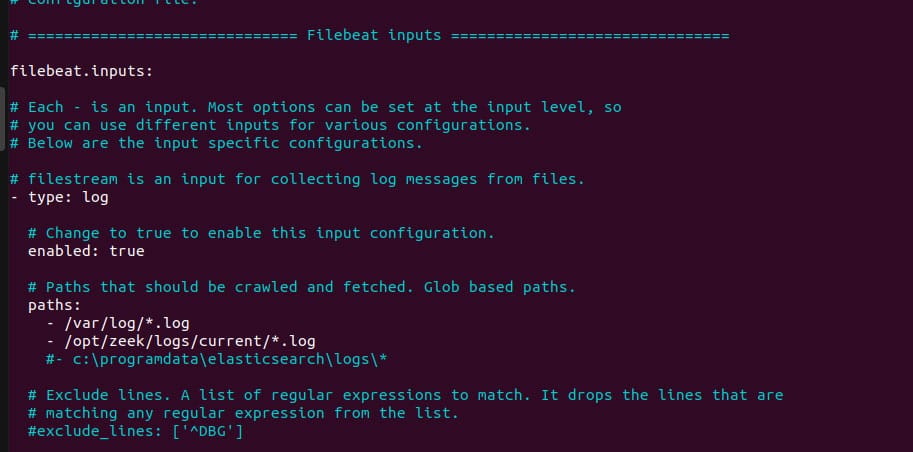 # Configuration file.
# ============================== Filebeat inputs ===============================
filebeat.inputs:
# Each - is an input. Most options can be set at the input level, so
# you can use different inputs for various configurations.
# Below are the input specific configurations.
# filestream is an input for collecting log messages from files.
- type: log
# Change to true to enable this input configuration.
enabled: true
# Paths that should be crawled and fetched. Glob based paths.
paths:
- /var/log/*.log
- /opt/zeek/logs/current/*.log
#- c:\programdata\elasticsearch\logs\*
# Exclude lines. A list of regular expressions to match. It drops the lines that are
# matching any regular expression from the list.
#exclude_lines: ['^DBG']